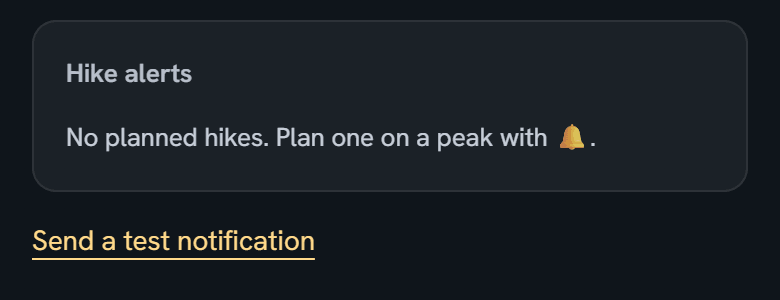 Hike alerts
No planned hikes. Plan one on a peak with 🔔.
Send a test notification